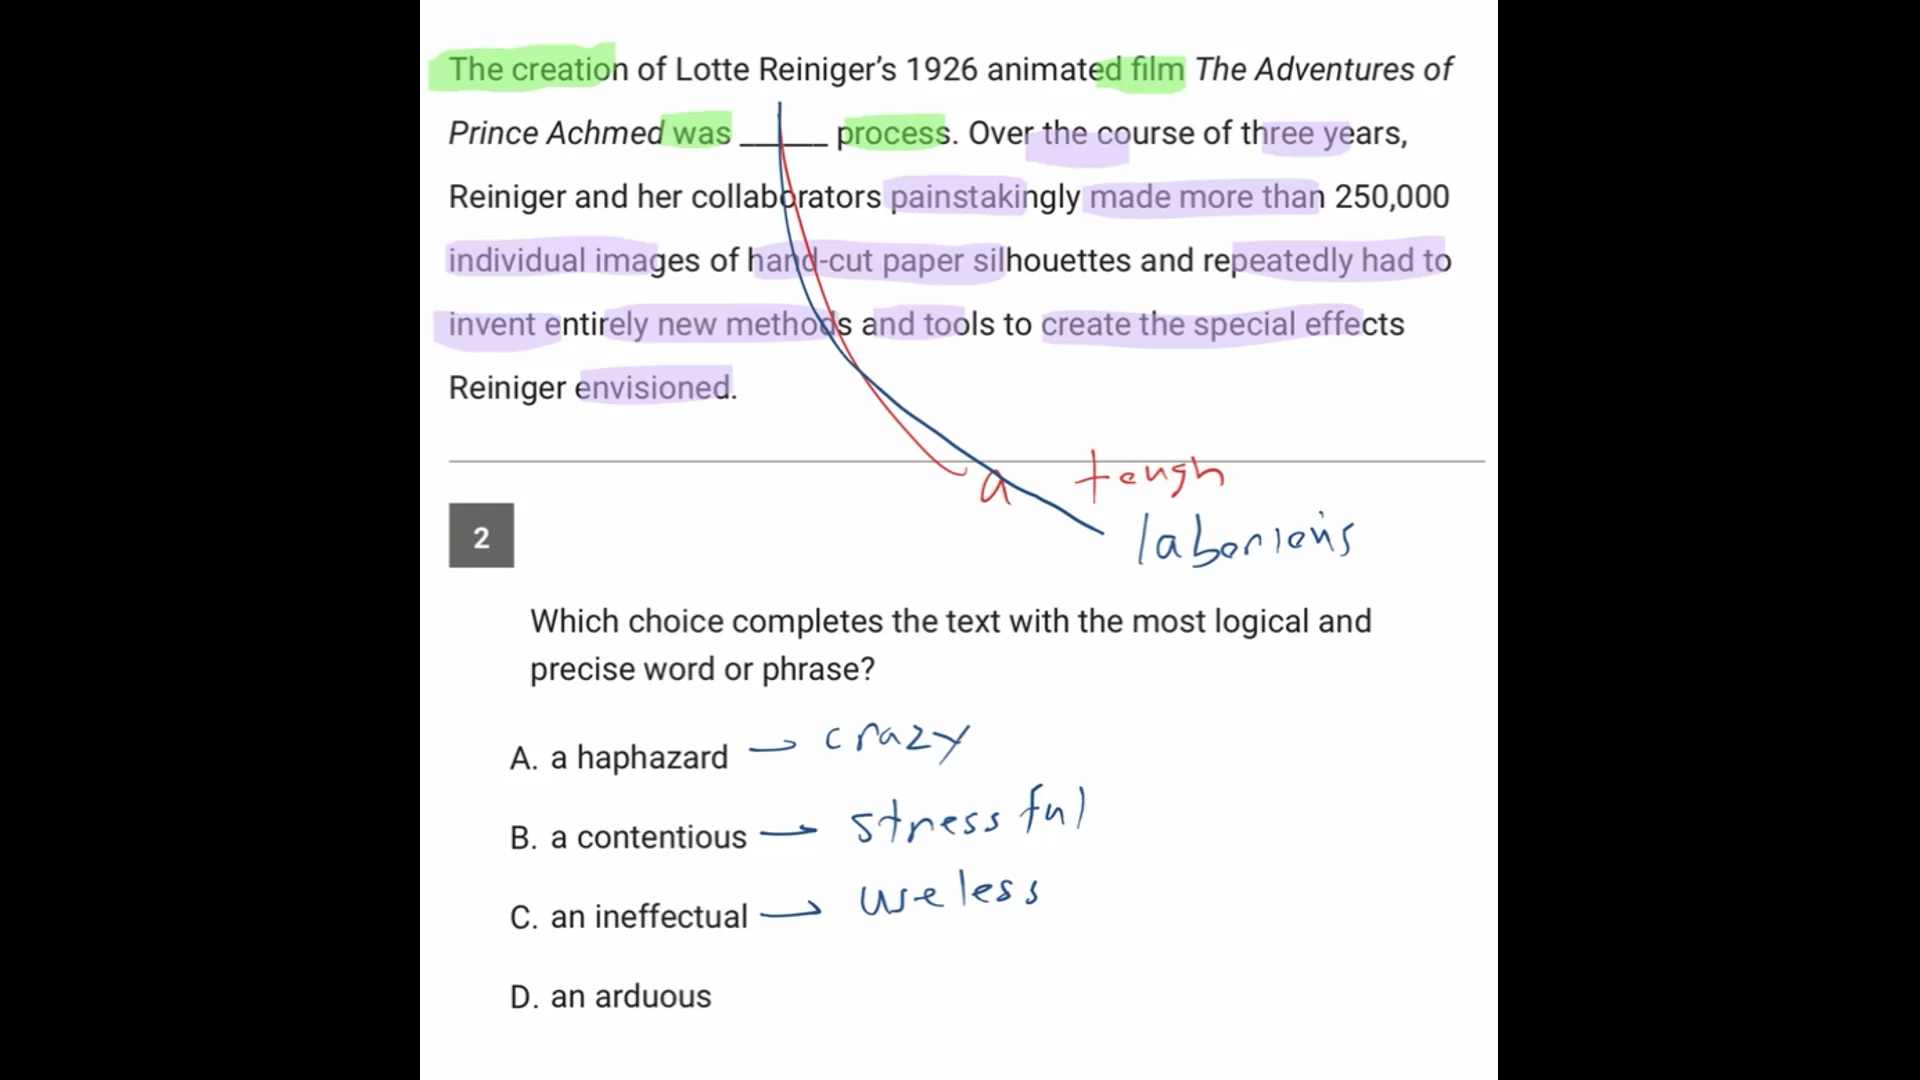 The creation of Lotte Reiniger's 1926 animated film The Adventures of
Prince Achmed was ______ process. Over the course of three years,
Reiniger and her collaborators painstakingly made more than 250,000
individual images of hand-cut paper silhouettes and repeatedly had to
invent entirely new methods and tools to create the special effects
Reiniger envisioned.
a tough
laborious
2
Which choice completes the text with the most logical and
precise word or phrase?
A. a haphazard → crazy
B. a contentious → stressful
C. an ineffectual → useless
D. an arduous